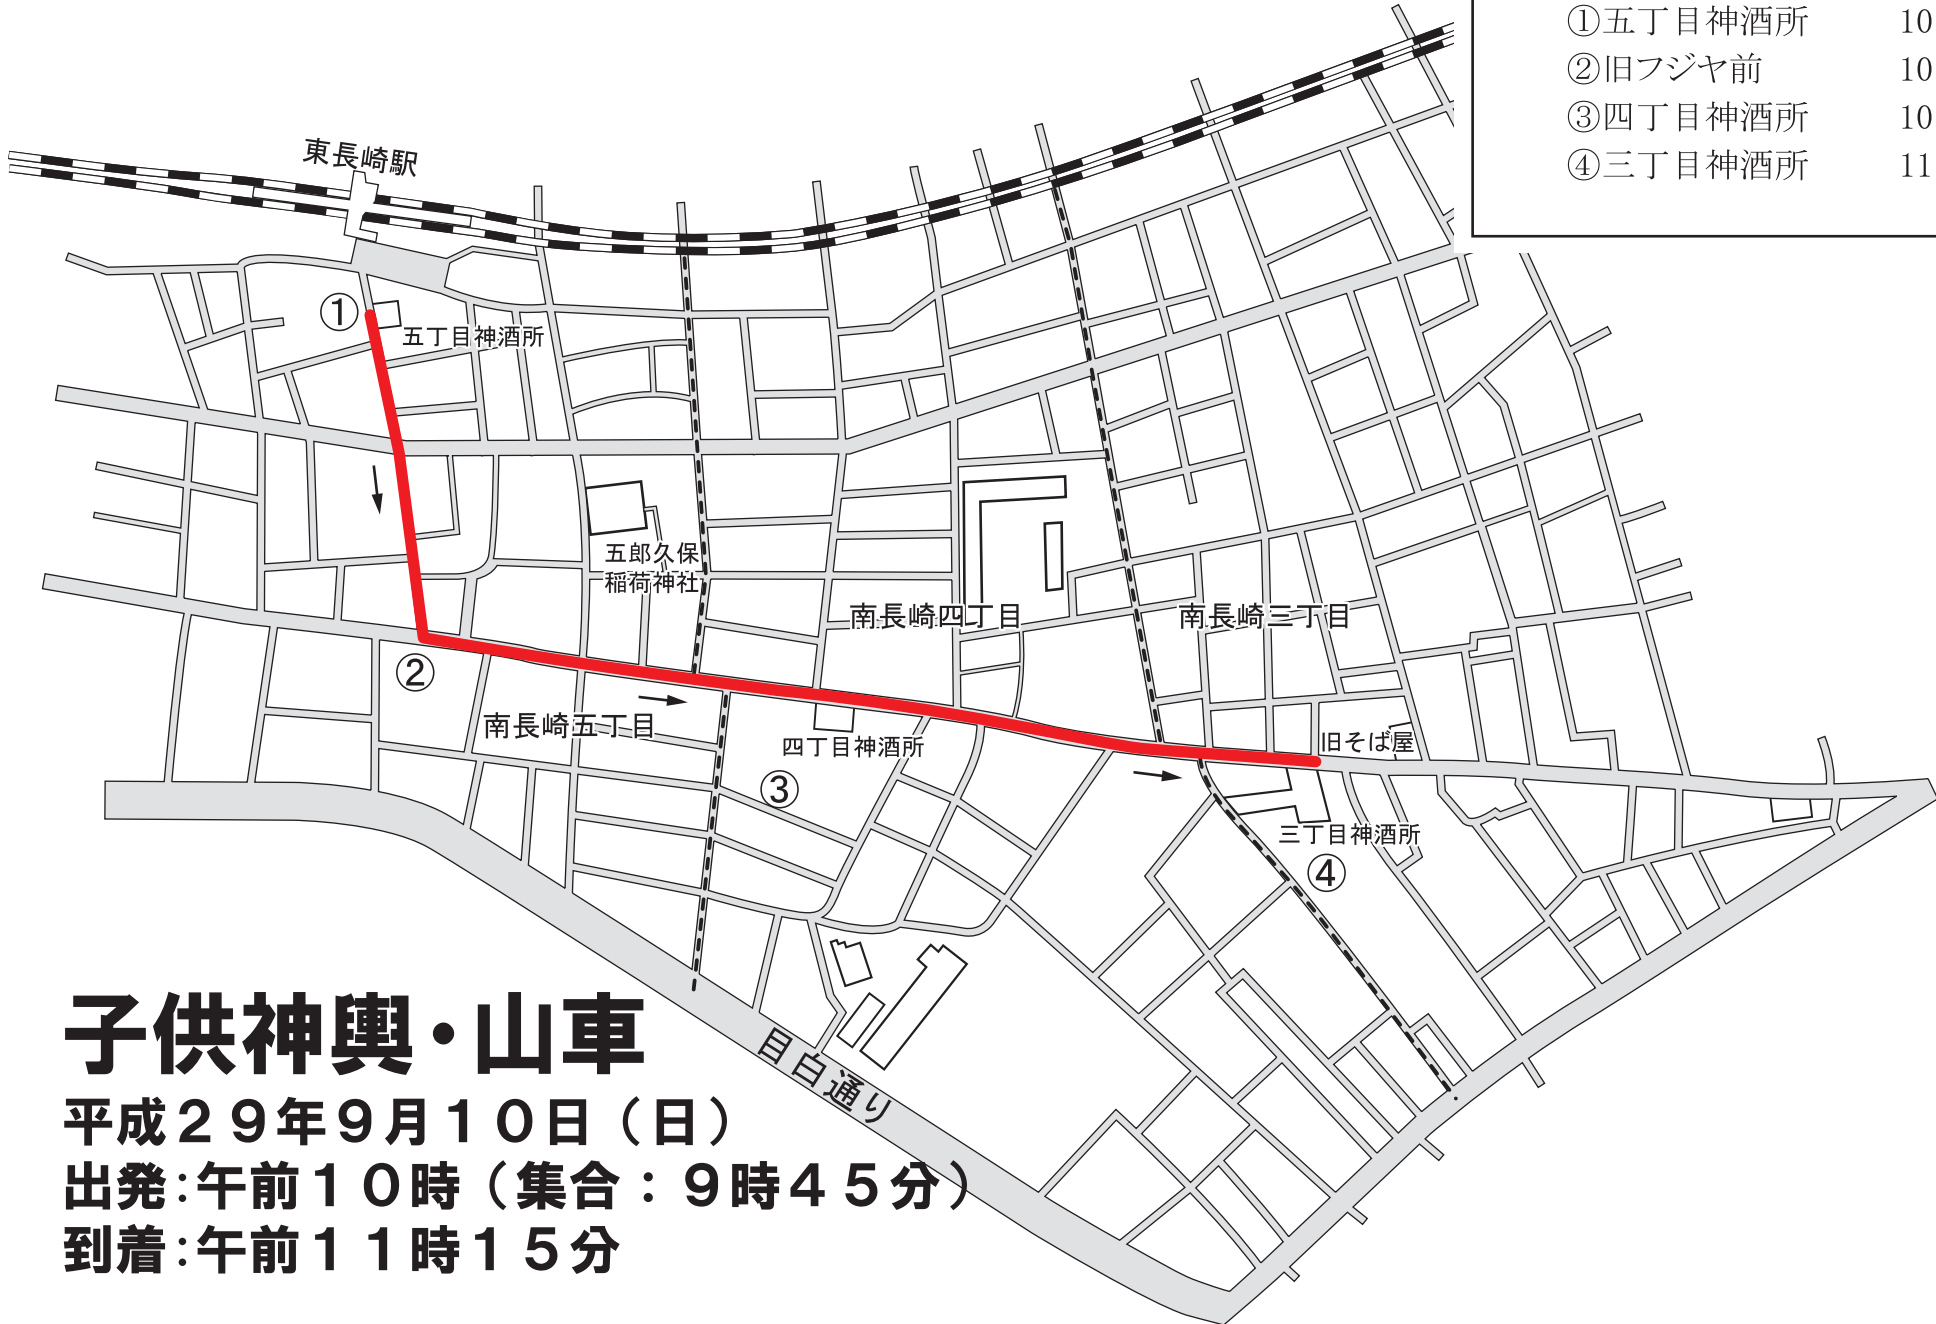 ①五丁目神酒所 10
②旧フジヤ前 10
③四丁目神酒所 10
④三丁目神酒所 11
東長崎駅
①
五丁目神酒所
五郎久保
稲荷神社
南長崎四丁目
南長崎三丁目
②
南長崎五丁目
四丁目神酒所
③
旧そば屋
三丁目神酒所
④
目白通り
子供神輿・山車
平成２９年９月１０日（日）
出発：午前１０時（集合：９時４５分）
到着：午前１１時１５分